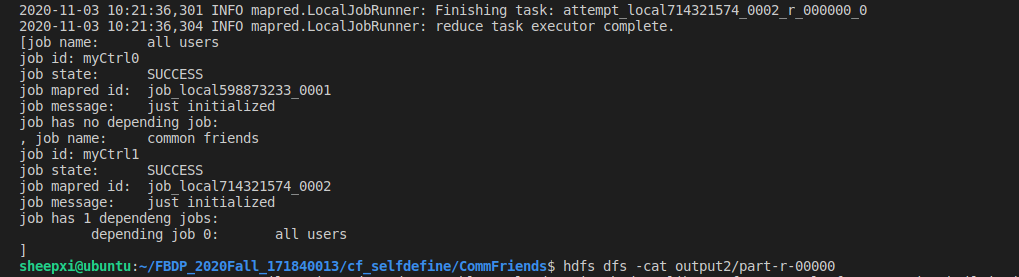 2020-11-03 10:21:36,301 INFO mapred.LocalJobRunner: Finishing task: attempt_local714321574_0002_r_000000_0
2020-11-03 10:21:36,304 INFO mapred.LocalJobRunner: reduce task executor complete.
[job name:      all users
job id: myCtrl0
job state:      SUCCESS
job mapred id:  job_local598873233_0001
job message:    just initialized
job has no depending job:
, job name:     common friends
job id: myCtrl1
job state:      SUCCESS
job mapred id:  job_local714321574_0002
job message:    just initialized
job has 1 dependeng jobs:
         depending job 0:       all users
]
sheepxi@ubuntu:~/FBDP_2020Fall_171840013/cf_selfdefine/CommFriends$ hdfs dfs -cat output2/part-r-00000